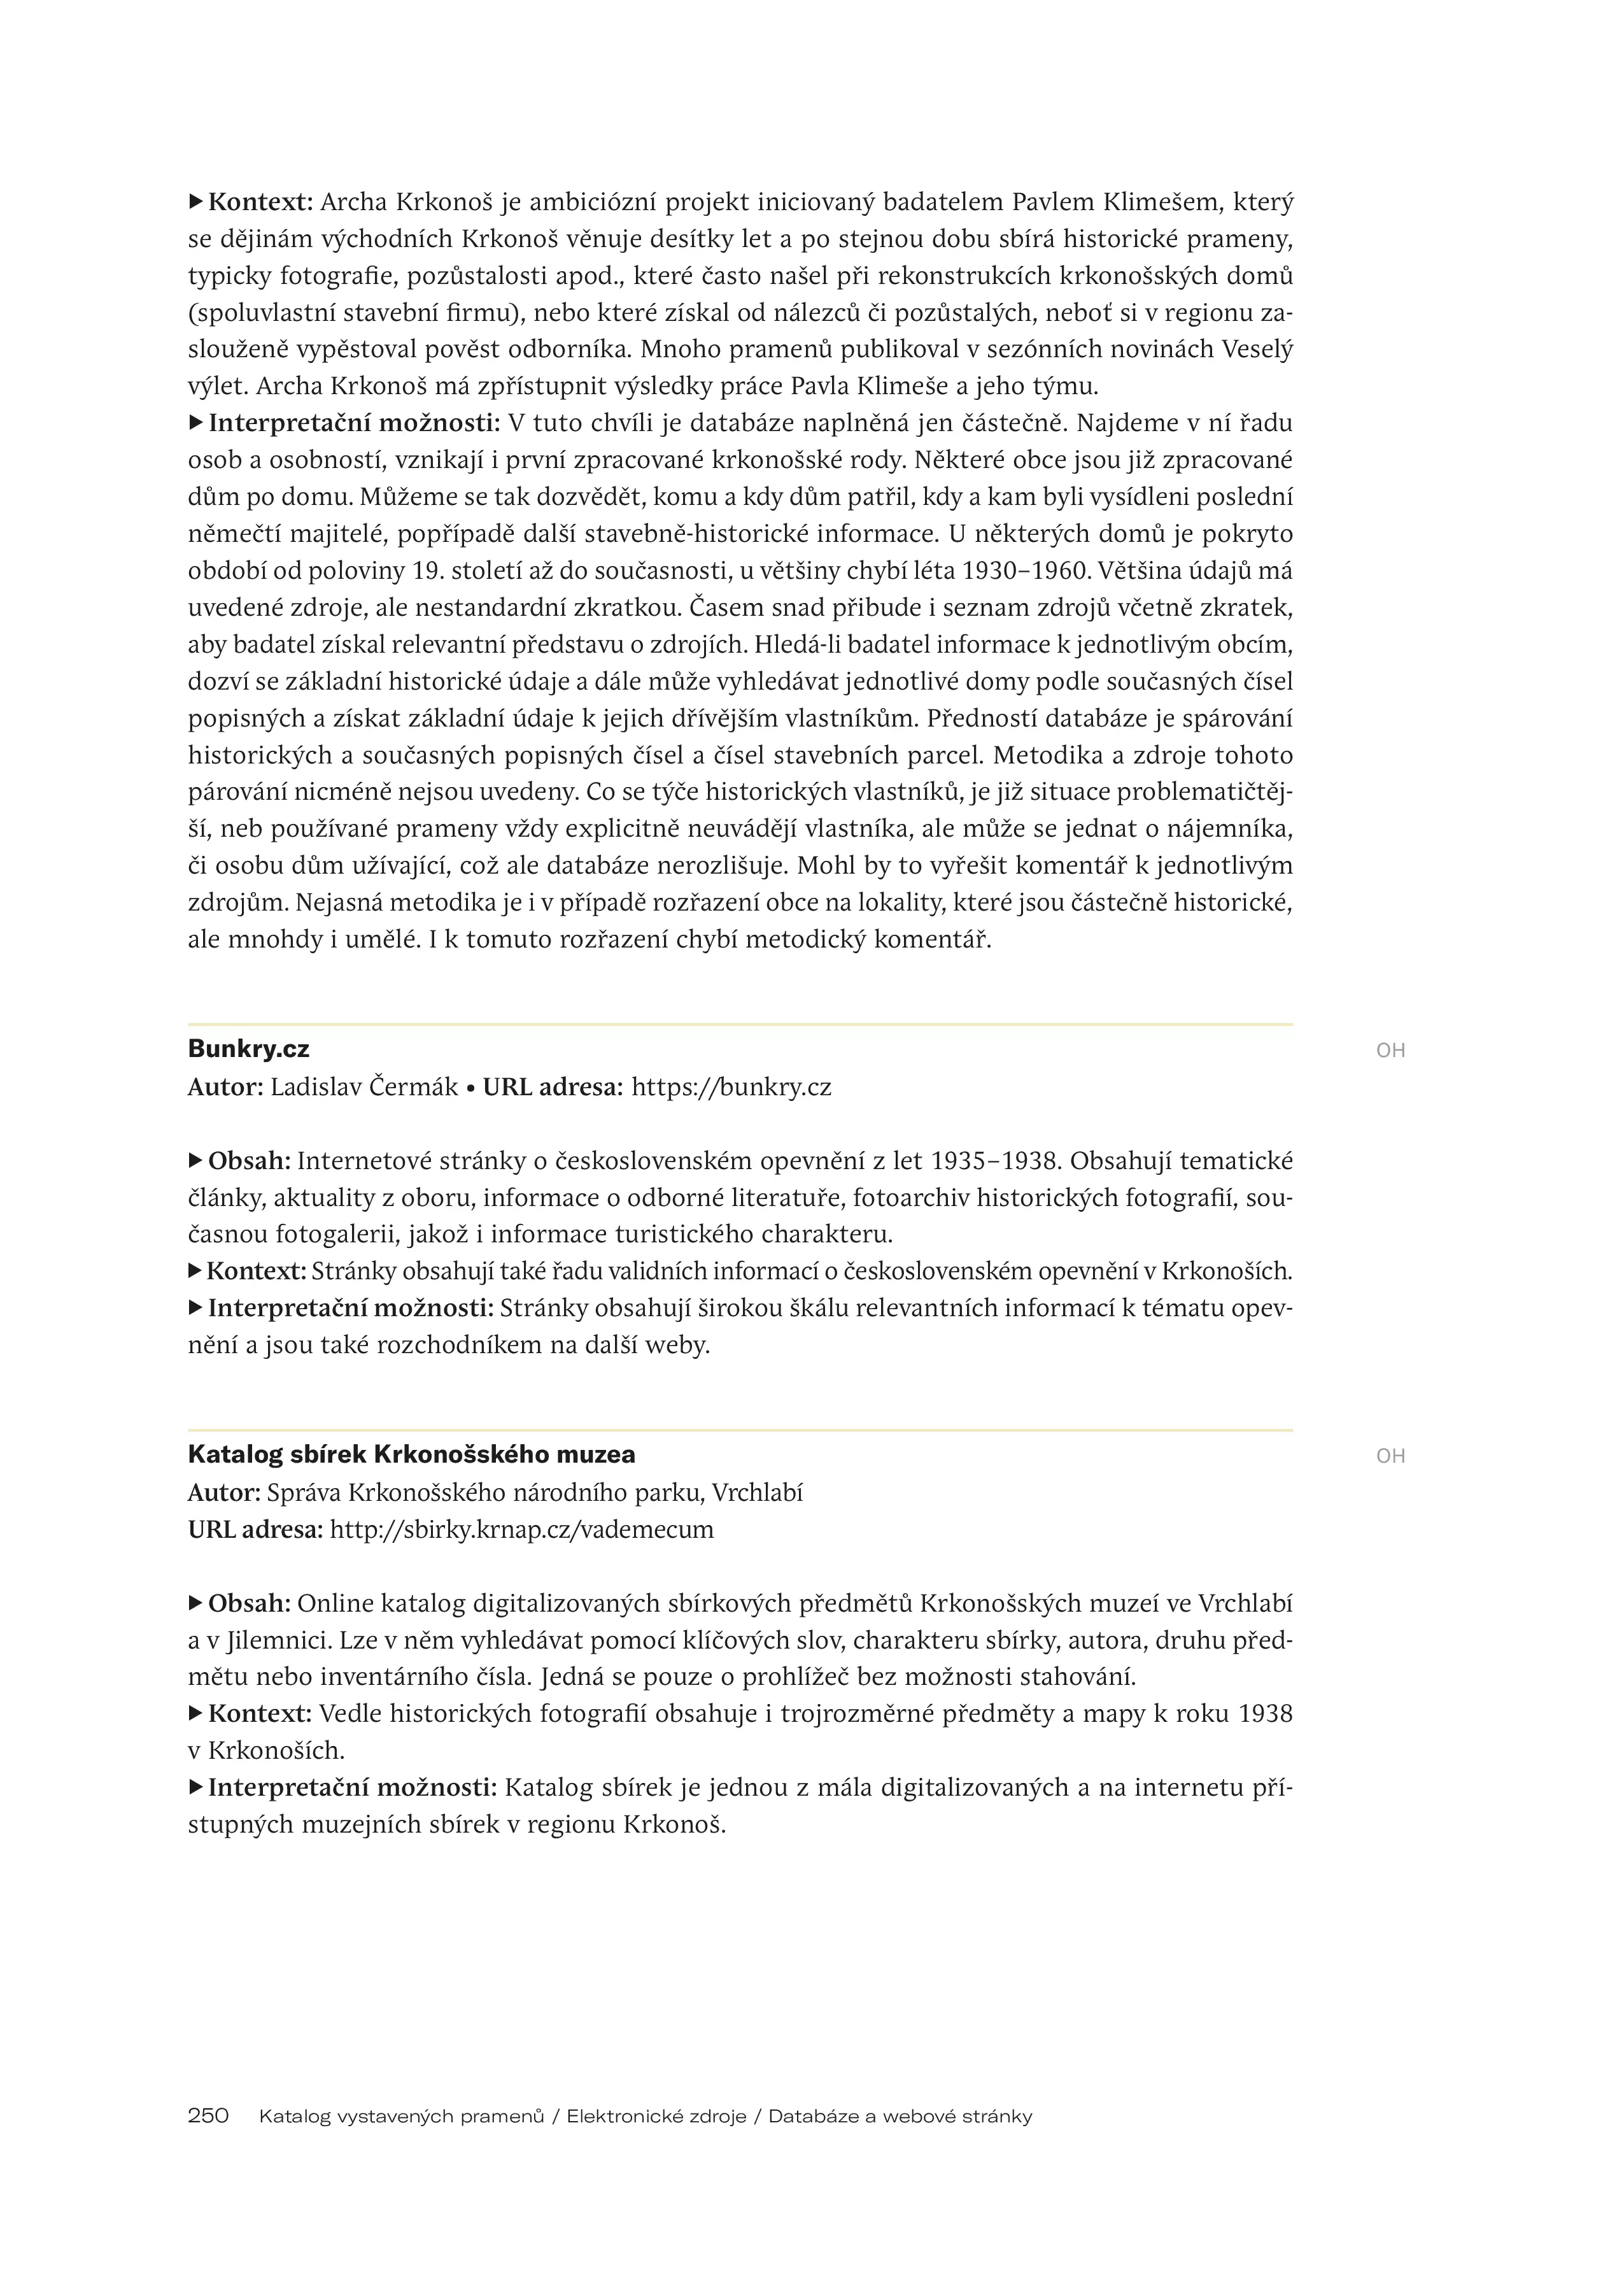 ▶ Kontext: Archa Krkonoš je ambiciózní projekt iniciovaný badatelem Pavlem Klimešem, který
se dějinám východních Krkonoš věnuje desítky let a po stejnou dobu sbírá historické prameny,
typicky fotografie, pozůstalosti apod., které často našel při rekonstrukcích krkonošských domů
(spoluvlastní stavební firmu), nebo které získal od nálezců či pozůstalých, neboť si v regionu za-
slouženě vypěstoval pověst odborníka. Mnoho pramenů publikoval v sezónních novinách Veselý
výlet. Archa Krkonoš má zpřístupnit výsledky práce Pavla Klimeše a jeho týmu.
▶ Interpretační možnosti: V tuto chvíli je databáze naplněná jen částečně. Najdeme v ní řadu
osob a osobností, vznikají i první zpracované krkonošské rody. Některé obce jsou již zpracované
dům po domu. Můžeme se tak dozvědět, komu a kdy dům patřil, kdy a kam byli vysídleni poslední
němečtí majitelé, popřípadě další stavebně-historické informace. U některých domů je pokryto
období od poloviny 19. století až do současnosti, u většiny chybí léta 1930–1960. Většina údajů má
uvedené zdroje, ale nestandardní zkratkou. Časem snad přibude i seznam zdrojů včetně zkratek,
aby badatel získal relevantní představu o zdrojích. Hledá-li badatel informace k jednotlivým obcím,
dozví se základní historické údaje a dále může vyhledávat jednotlivé domy podle současných čísel
popisných a získat základní údaje k jejich dřívějším vlastníkům. Předností databáze je spárování
historických a současných popisných čísel a čísel stavebních parcel. Metodika a zdroje tohoto
párování nicméně nejsou uvedeny. Co se týče historických vlastníků, je již situace problematičtěj-
ší, neb používané prameny vždy explicitně neuvádějí vlastníka, ale může se jednat o nájemníka,
či osobu dům užívající, což ale databáze nerozlišuje. Mohl by to vyřešit komentář k jednotlivým
zdrojům. Nejasná metodika je i v případě rozřazení obce na lokality, které jsou částečně historické,
ale mnohdy i umělé. I k tomuto rozřazení chybí metodický komentář.
Bunkry.cz OH
Autor: Ladislav Čermák • URL adresa: https://bunkry.cz
▶ Obsah: Internetové stránky o československém opevnění z let 1935–1938. Obsahují tematické
články, aktuality z oboru, informace o odborné literatuře, fotoarchiv historických fotografií, sou-
časnou fotogalerii, jakož i informace turistického charakteru.
▶ Kontext: Stránky obsahují také řadu validních informací o československém opevnění v Krkonoších.
▶ Interpretační možnosti: Stránky obsahují širokou škálu relevantních informací k tématu opev-
nění a jsou také rozchodníkem na další weby.
Katalog sbírek Krkonošského muzea OH
Autor: Správa Krkonošského národního parku, Vrchlabí
URL adresa: http://sbirky.krnap.cz/vademecum
▶ Obsah: Online katalog digitalizovaných sbírkových předmětů Krkonošských muzeí ve Vrchlabí
a v Jilemnici. Lze v něm vyhledávat pomocí klíčových slov, charakteru sbírky, autora, druhu před-
mětu nebo inventárního čísla. Jedná se pouze o prohlížeč bez možnosti stahování.
▶ Kontext: Vedle historických fotografií obsahuje i trojrozměrné předměty a mapy k roku 1938
v Krkonoších.
▶ Interpretační možnosti: Katalog sbírek je jednou z mála digitalizovaných a na internetu pří-
stupných muzejních sbírek v regionu Krkonoš.
250 Katalog vystavených pramenů / Elektronické zdroje / Databáze a webové stránky